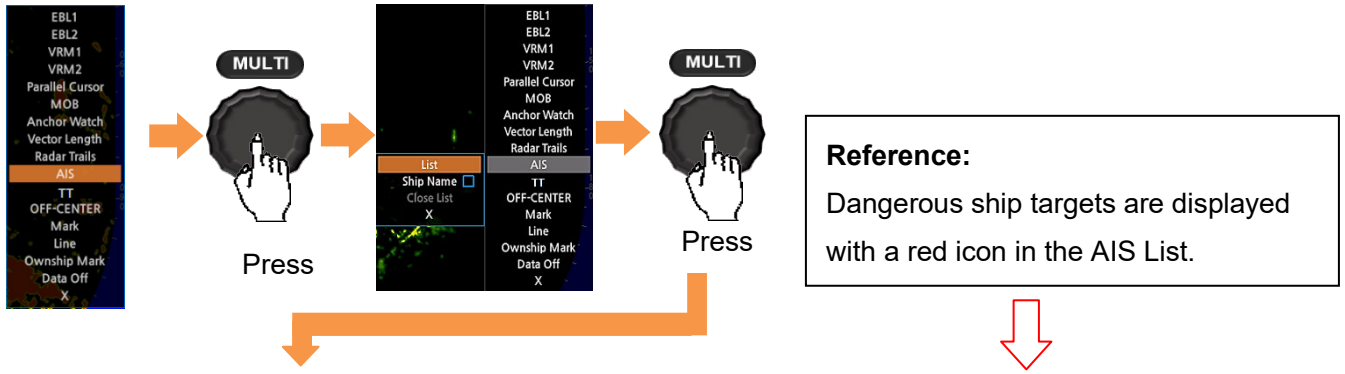 EBL1
EBL2
VRM1
VRM2
Parallel Cursor
MOB
Anchor Watch
Vector Length
Radar Trails
AIS
TT
OFF-CENTER
Mark
Line
Ownship Mark
Data Off
X
MULTI
Press
List
Ship Name
Close List
X
EBL1
EBL2
VRM1
VRM2
Parallel Cursor
MOB
Anchor Watch
Vector Length
Radar Trails
AIS
TT
OFF-CENTER
Mark
Line
Ownship Mark
Data Off
X
MULTI
Press
Reference:
Dangerous ship targets are displayed
with a red icon in the AIS List.